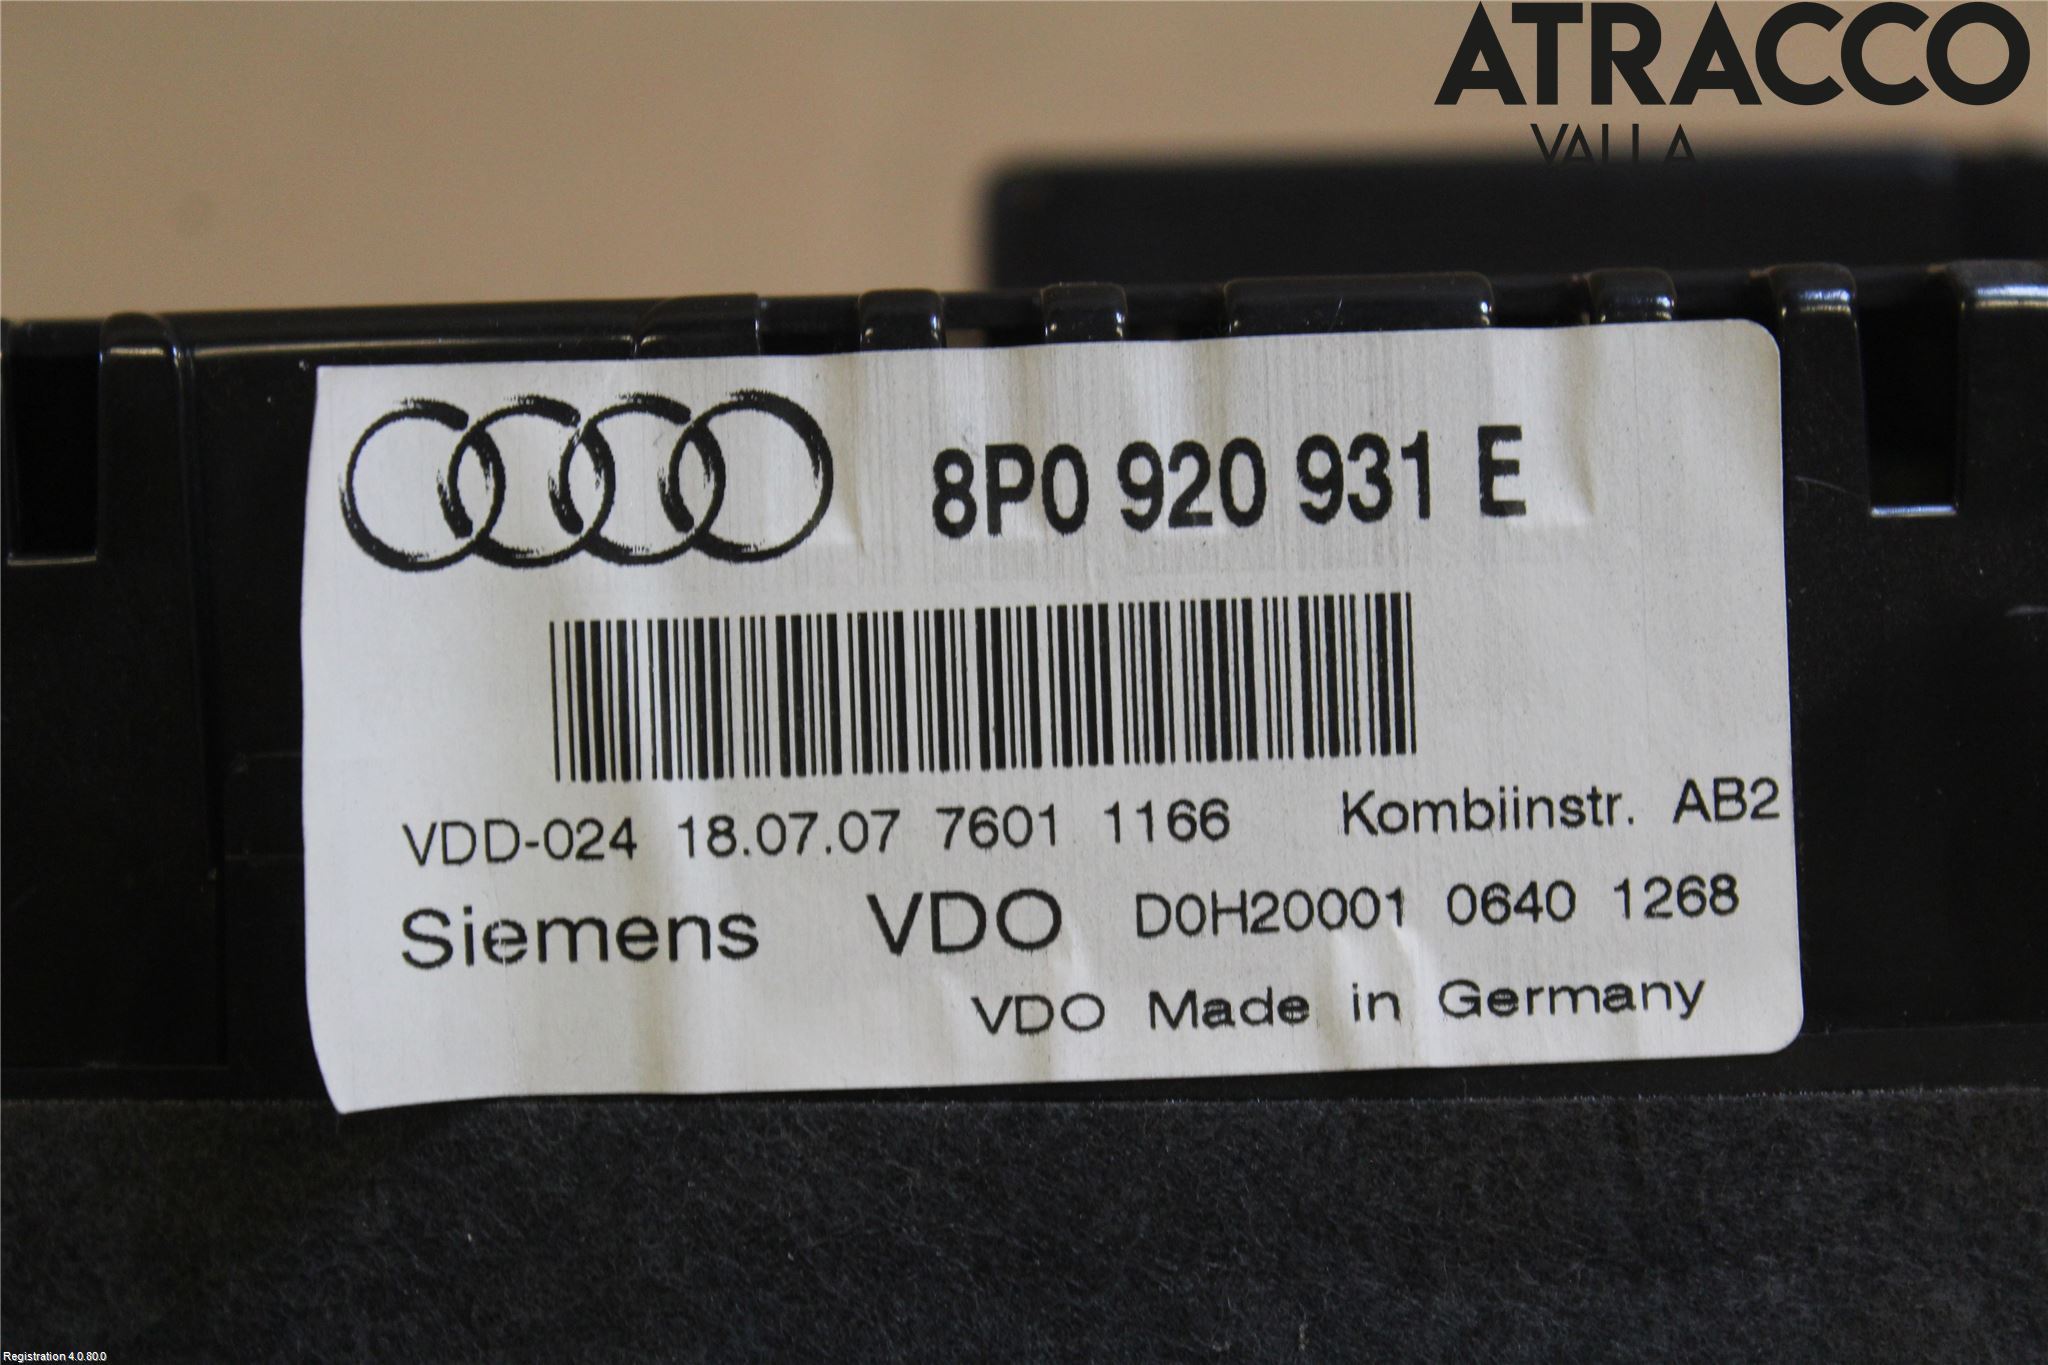 ATRACCO
VALLA
8P0 920 931 E
VDD-024 18.07.07 7601 1166 Kombiinstr. AB2
Siemens VDO D0H20001 0640 1268
VDO Made in Germany
Registration 4.0.80.0